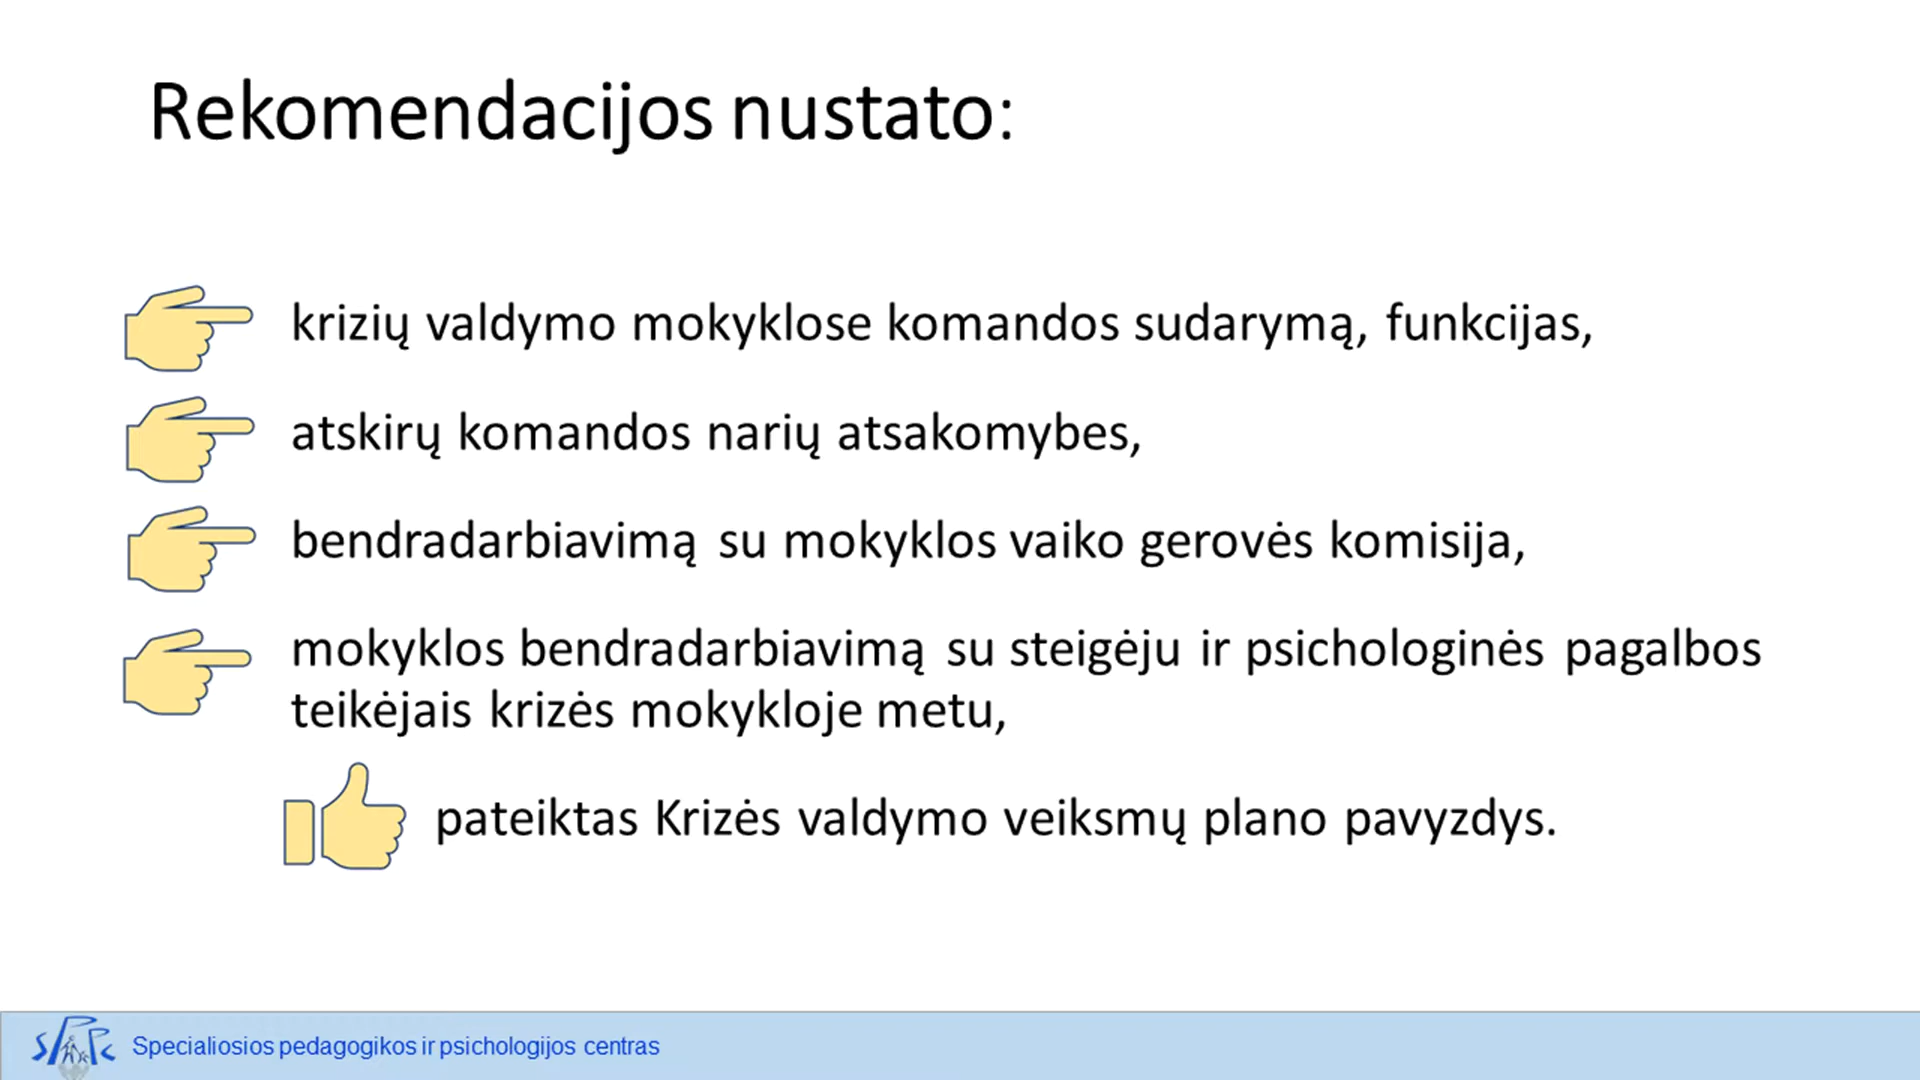 Rekomendacijos nustato:
krizių valdymo mokyklose komandos sudarymą, funkcijas,
atskirų komandos narių atsakomybes,
bendradarbiavimą su mokyklos vaiko gerovės komisija,
mokyklos bendradarbiavimą su steigėju ir psichologinės pagalbos
teikėjais krizės mokykloje metu,
pateiktas Krizės valdymo veiksmų plano pavyzdys.
SPPC Specialiosios pedagogikos ir psichologijos centras